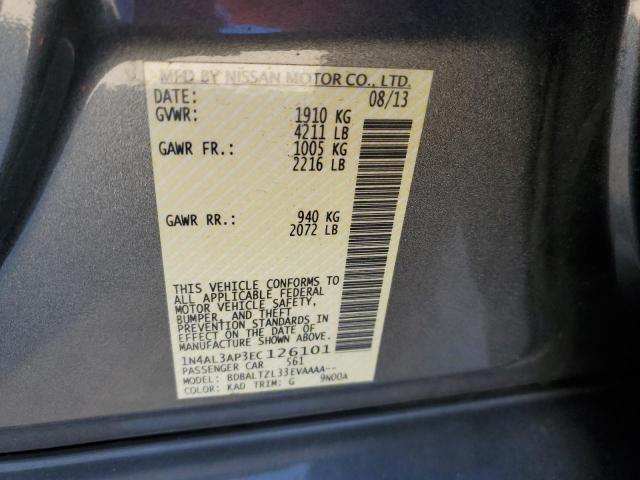 MFD BY NISSAN MOTOR CO., LTD.
DATE: 08/13
GVWR: 1910 KG
4211 LB
GAWR FR.: 1005 KG
2216 LB
GAWR RR.: 940 KG
2072 LB
THIS VEHICLE CONFORMS TO
ALL APPLICABLE FEDERAL
MOTOR VEHICLE SAFETY,
BUMPER, AND THEFT
PREVENTION STANDARDS IN
EFFECT ON THE DATE OF
MANUFACTURE SHOWN ABOVE.
1N4AL3AP3EC126101
PASSENGER CAR 561
MODEL: BDBALTZL33EVAAAA--
COLOR: KAD TRIM: G 9N00A